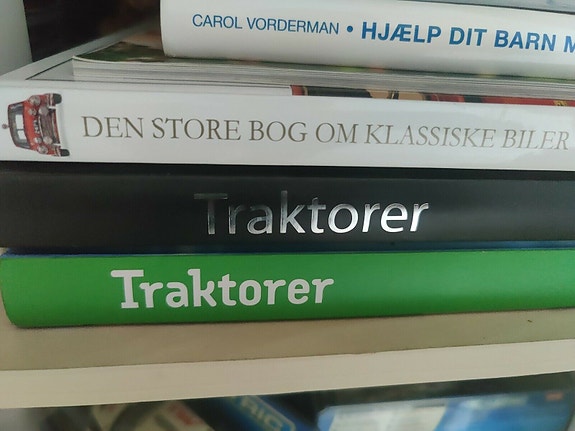 CAROL VORDERMAN • HJÆLP DIT BARN M
DEN STORE BOG OM KLASSISKE BILER
Traktorer
Traktorer